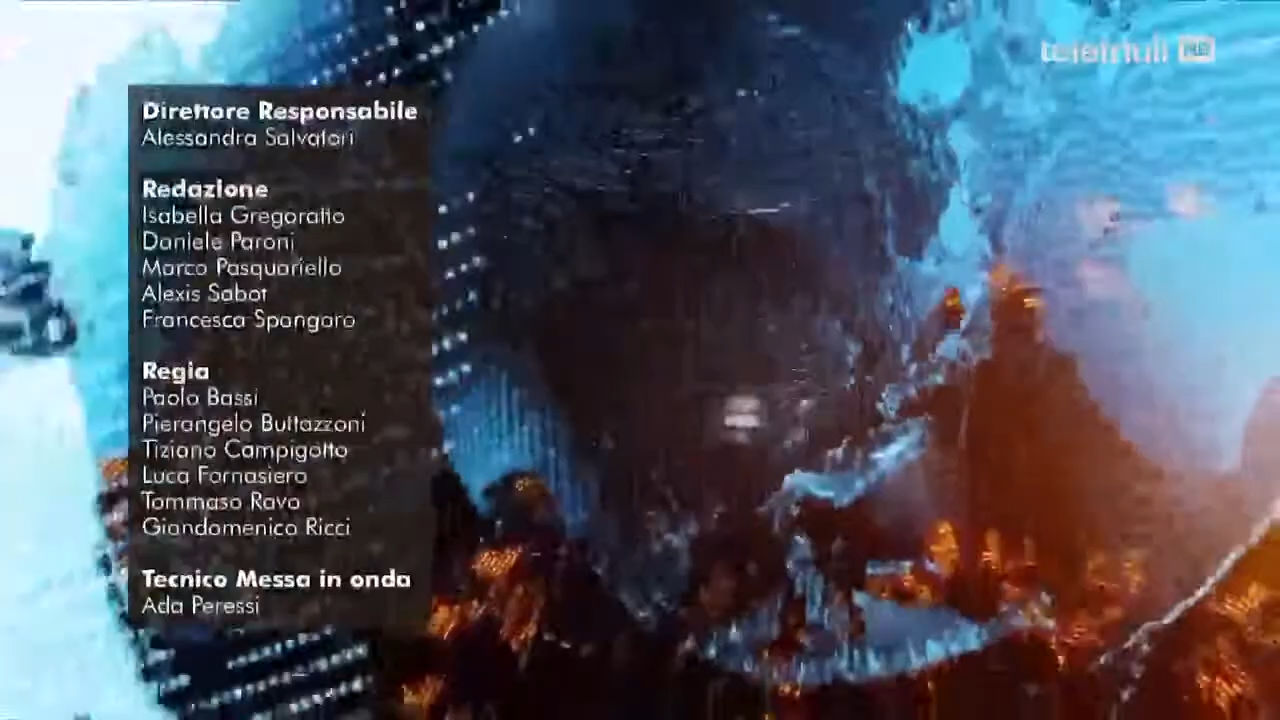 telefriuli HD
Direttore Responsabile
Alessandra Salvatori
Redazione
Isabella Gregoratto
Daniele Paroni
Marco Pasquariello
Alexis Sabot
Francesca Spangaro
Regia
Paolo Bassi
Pierangelo Buttazzoni
Tiziano Campigotto
Luca Fornasiero
Tommaso Ravo
Giandomenico Ricci
Tecnico Messa in onda
Ada Peressi